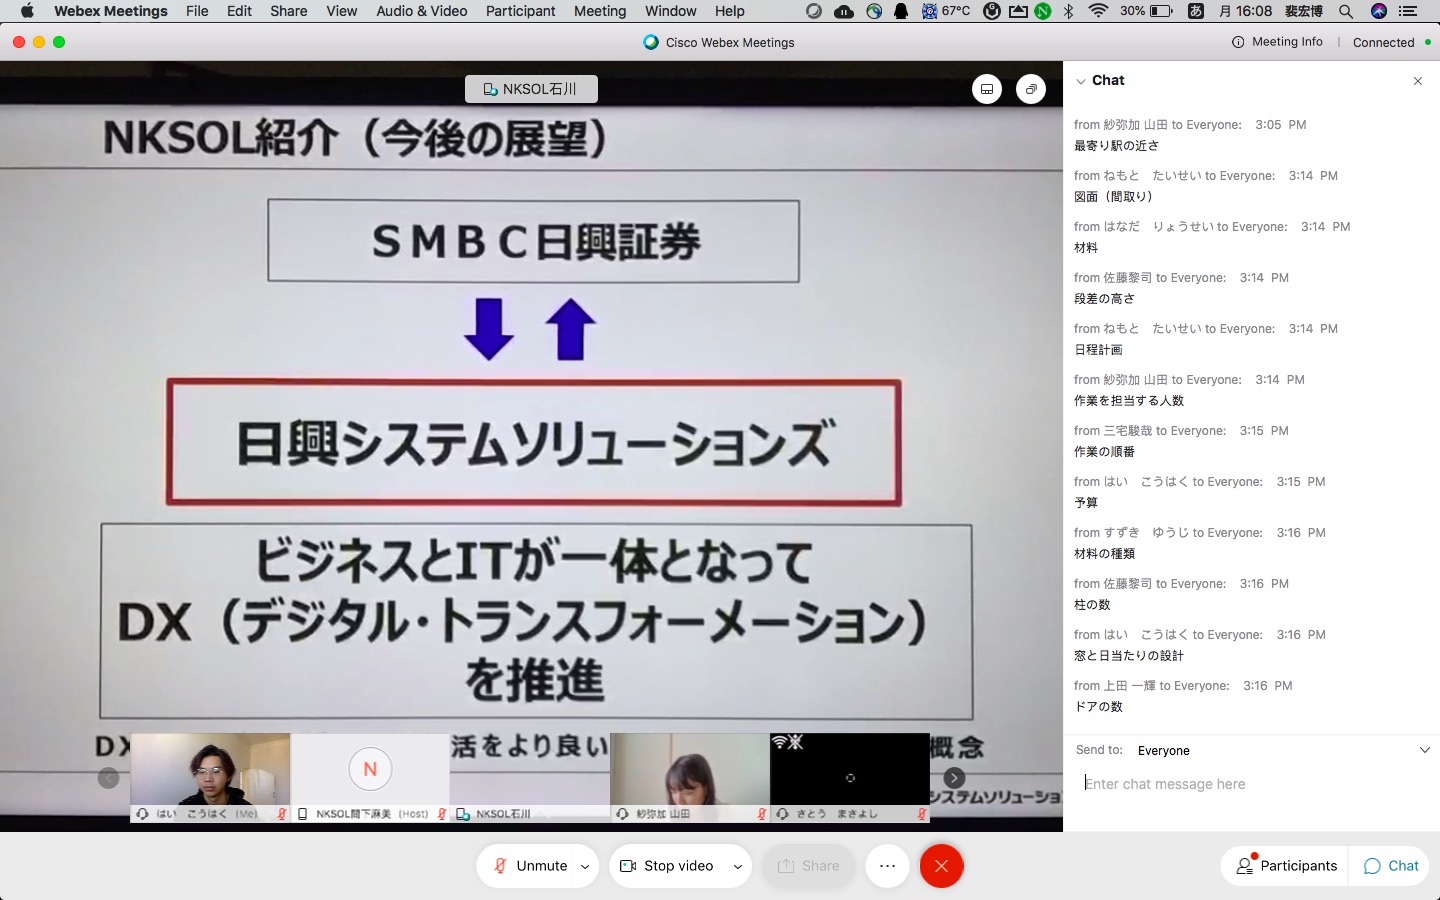 Webex Meetings File Edit Share View Audio & Video Participant Meeting Window Help
67°C 30% あ 月 16:08 裴宏博
Cisco Webex Meetings
Meeting Info
Connected
NKSOL石川
NKSOL紹介（今後の展望）
ＳＭＢＣ日興証券
日興システムソリューションズ
ビジネスとITが一体となって
DX（デジタル・トランスフォーメーション）
を推進
活をより良い
概念
システムソリューショ
N
はい　こうはく (Me)
NKSOL間下麻美 (Host)
NKSOL石川
紗弥加 山田
さとう　まさよし
Chat
from 紗弥加 山田 to Everyone: 3:05 PM
最寄り駅の近さ
from ねもと　たいせい to Everyone: 3:14 PM
図面（間取り）
from はなだ　りょうせい to Everyone: 3:14 PM
材料
from 佐藤黎司 to Everyone: 3:14 PM
段差の高さ
from ねもと　たいせい to Everyone: 3:14 PM
日程計画
from 紗弥加 山田 to Everyone: 3:14 PM
作業を担当する人数
from 三宅駿哉 to Everyone: 3:15 PM
作業の順番
from はい　こうはく to Everyone: 3:15 PM
予算
from すずき　ゆうじ to Everyone: 3:16 PM
材料の種類
from 佐藤黎司 to Everyone: 3:16 PM
柱の数
from はい　こうはく to Everyone: 3:16 PM
窓と日当たりの設計
from 上田 一輝 to Everyone: 3:16 PM
ドアの数
Send to: Everyone
Enter chat message here
Unmute
Stop video
Share
Participants
Chat